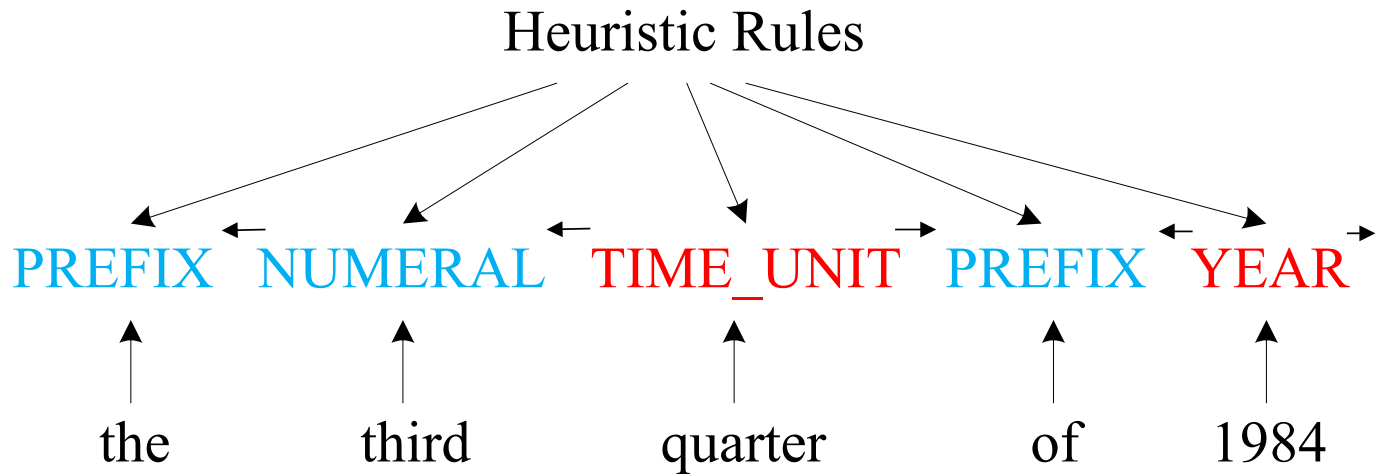 Heuristic Rules
PREFIX NUMERAL TIME_UNIT PREFIX YEAR
the third quarter of 1984